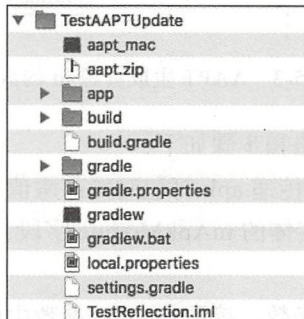 TestAAPTUpdate
aapt_mac
aapt.zip
app
build
build.gradle
gradle
gradle.properties
gradlew
gradlew.bat
local.properties
settings.gradle
TestReflection.iml